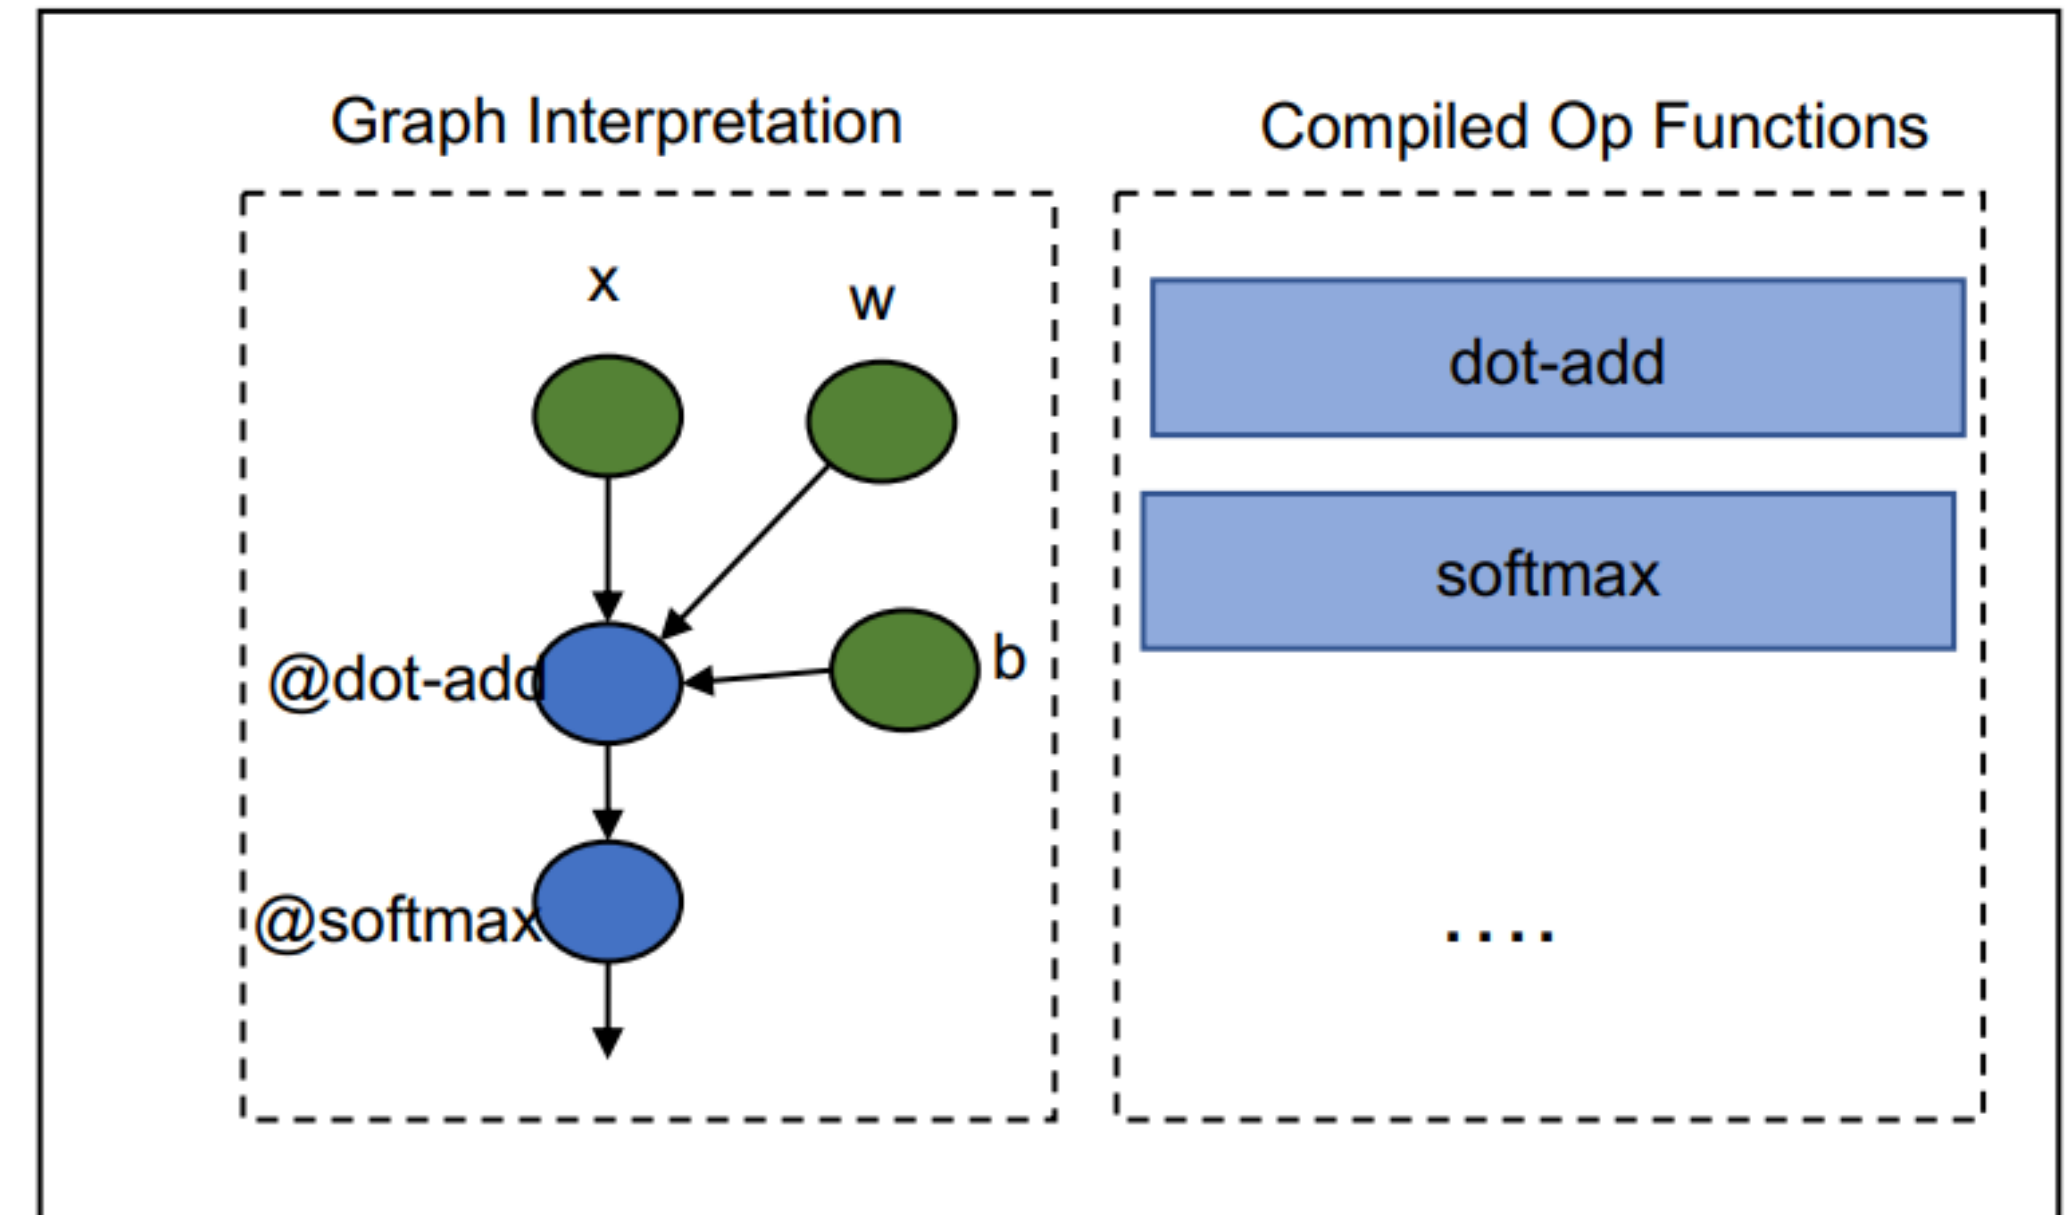 Graph Interpretation
x
w
@dot-add
b
@softmax
Compiled Op Functions
dot-add
softmax
....